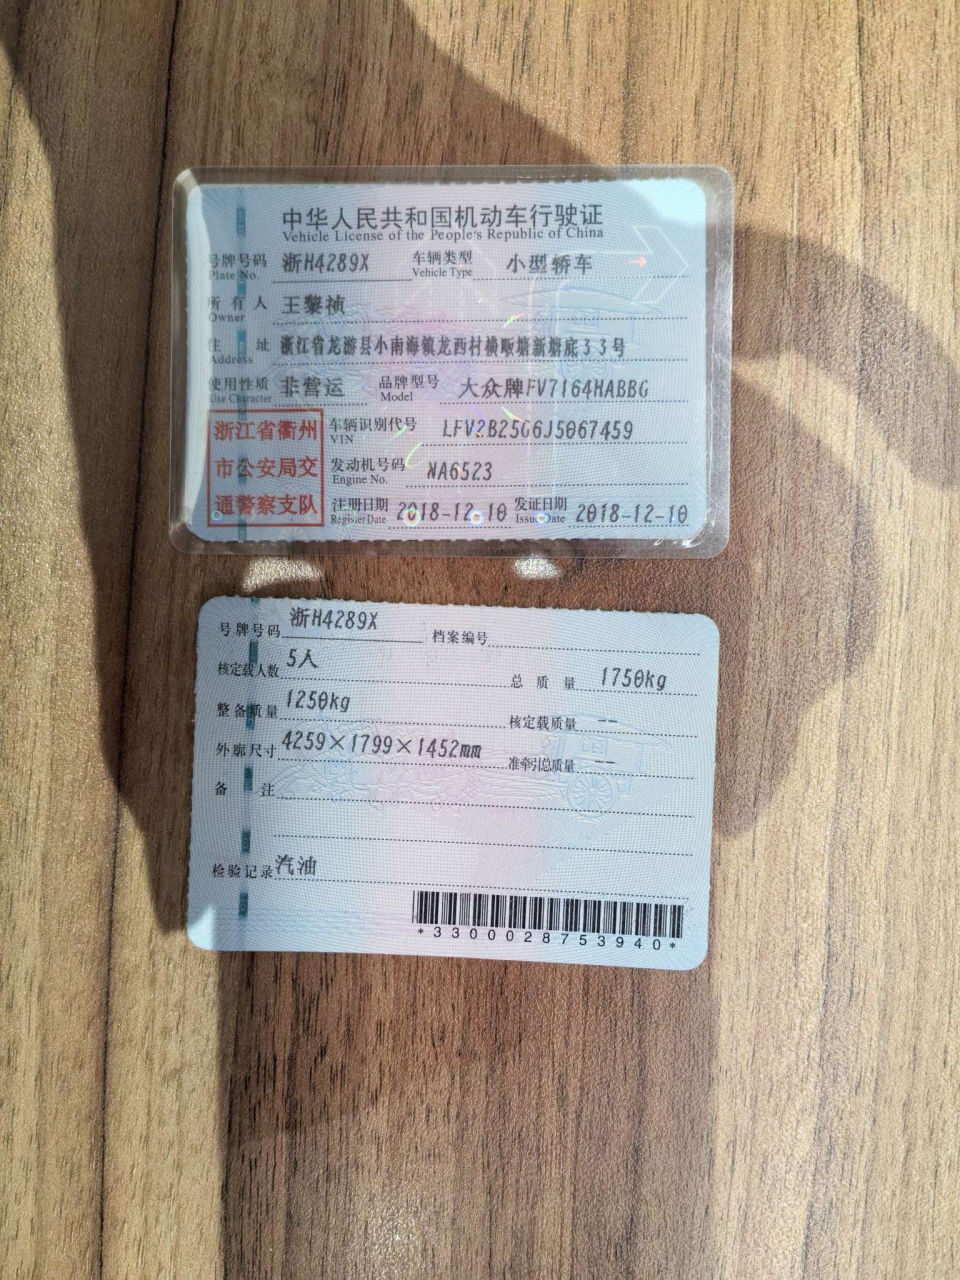 中华人民共和国机动车行驶证
Vehicle License of the People's Republic of China
号牌号码 浙H4289X 车辆类型 小型轿车
Plate No. Vehicle Type
所有人 王黎祯
Owner
住址 浙江省龙游县小南海镇龙西村横畈塘新塘底33号
Address
使用性质 非营运 品牌型号 大众牌FV7164HABBG
Use Character Model
浙江省衢州
市公安局交
通警察支队
车辆识别代号 LFV2B25G6J5067459
VIN
发动机号码 NA6523
Engine No.
注册日期 2018-12-10 发证日期 2018-12-10
Register Date Issue Date
号牌号码 浙H4289X 档案编号
核定载人数 5人 总质量 1750kg
整备质量 1250kg 核定载质量 --
外廓尺寸 4259×1799×1452mm 准牵引总质量 --
备注
检验记录 汽油
*3300028753940*